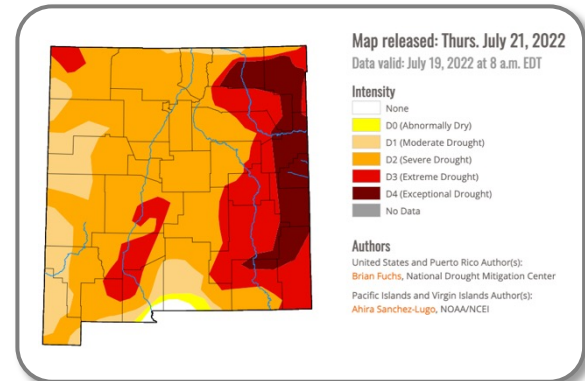 Map released: Thurs. July 21, 2022
Data valid: July 19, 2022 at 8 a.m. EDT
Intensity
None
D0 (Abnormally Dry)
D1 (Moderate Drought)
D2 (Severe Drought)
D3 (Extreme Drought)
D4 (Exceptional Drought)
No Data
Authors
United States and Puerto Rico Author(s):
Brian Fuchs, National Drought Mitigation Center
Pacific Islands and Virgin Islands Author(s):
Ahira Sanchez-Lugo, NOAA/NCEI